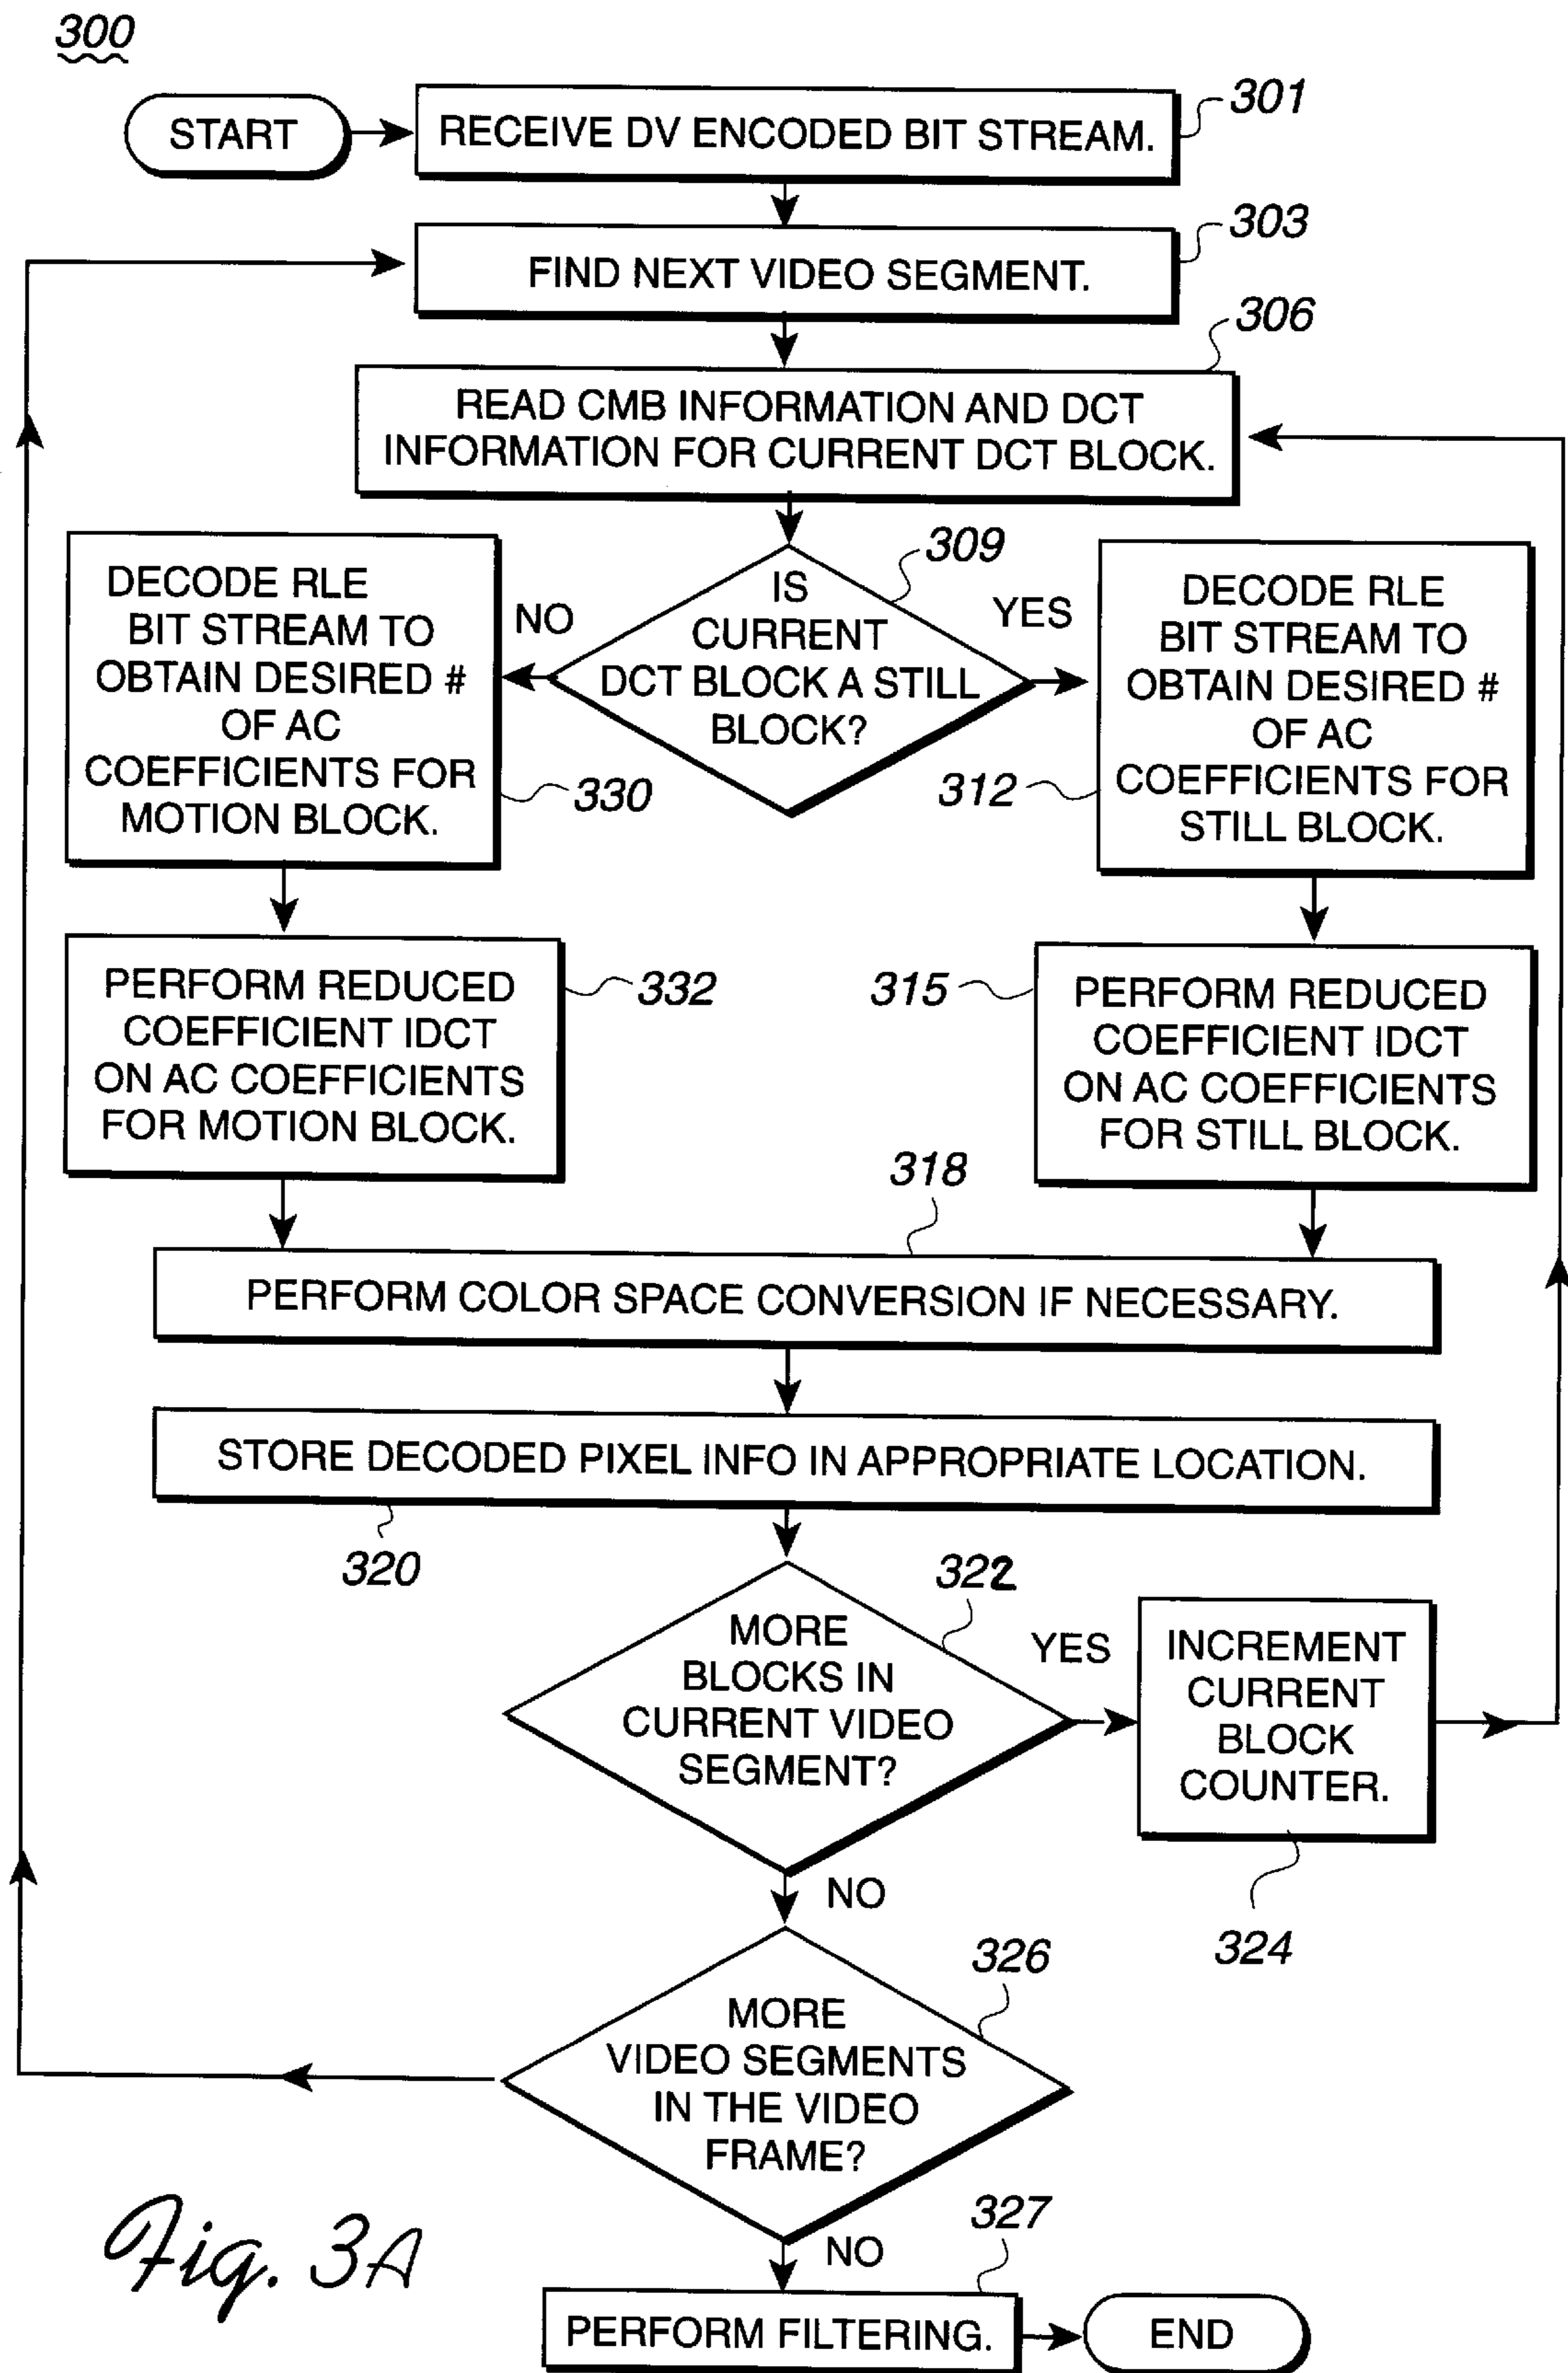 300
START
RECEIVE DV ENCODED BIT STREAM.
301
FIND NEXT VIDEO SEGMENT.
303
306
READ CMB INFORMATION AND DCT
INFORMATION FOR CURRENT DCT BLOCK.
309
IS
CURRENT
DCT BLOCK A STILL
BLOCK?
NO
YES
DECODE RLE
BIT STREAM TO
OBTAIN DESIRED #
OF AC
COEFFICIENTS FOR
MOTION BLOCK.
330
312
DECODE RLE
BIT STREAM TO
OBTAIN DESIRED #
OF AC
COEFFICIENTS FOR
STILL BLOCK.
PERFORM REDUCED
COEFFICIENT IDCT
ON AC COEFFICIENTS
FOR MOTION BLOCK.
332
315
PERFORM REDUCED
COEFFICIENT IDCT
ON AC COEFFICIENTS
FOR STILL BLOCK.
318
PERFORM COLOR SPACE CONVERSION IF NECESSARY.
STORE DECODED PIXEL INFO IN APPROPRIATE LOCATION.
320
322
MORE
BLOCKS IN
CURRENT VIDEO
SEGMENT?
YES
INCREMENT
CURRENT
BLOCK
COUNTER.
324
NO
326
MORE
VIDEO SEGMENTS
IN THE VIDEO
FRAME?
NO
327
PERFORM FILTERING.
END
Fig. 3A